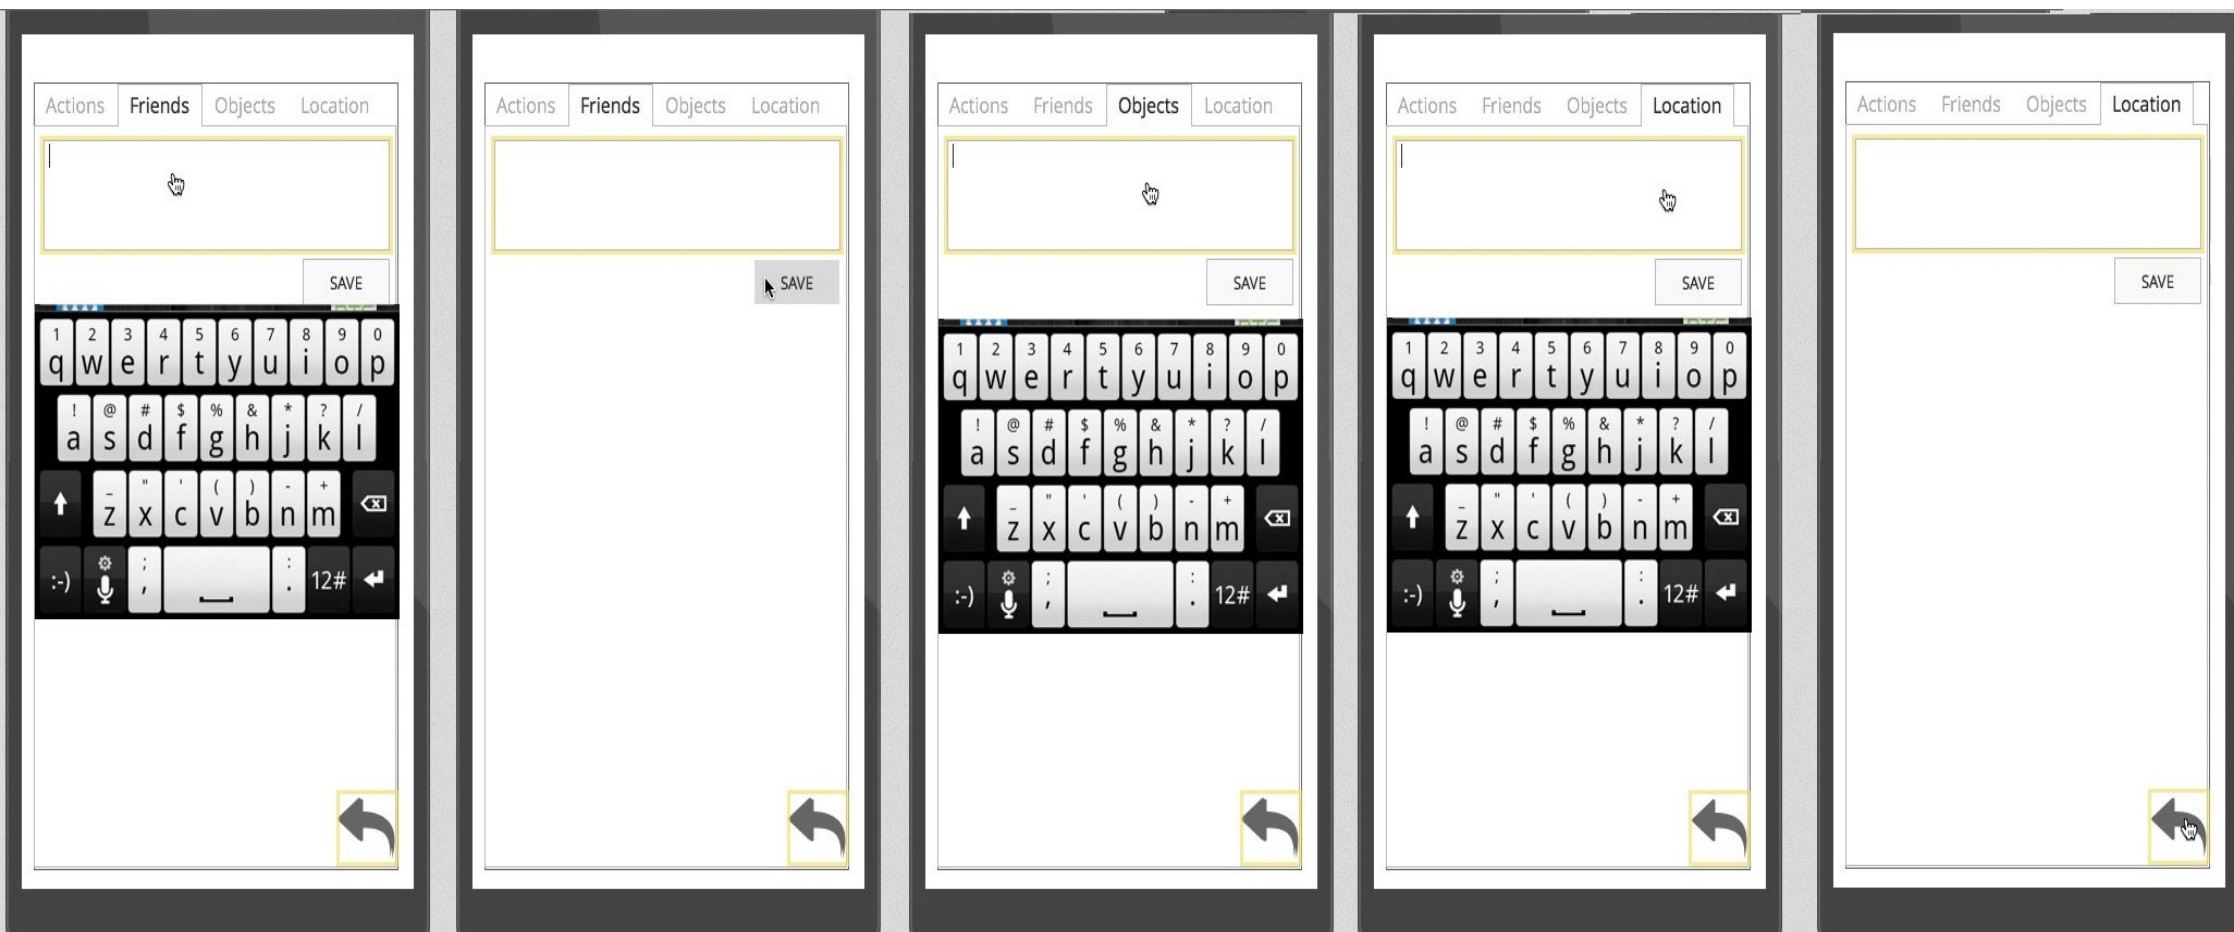 Actions Friends Objects Location
SAVE
1 2 3 4 5 6 7 8 9 0
q w e r t y u i o p
! @ # $ % & * ? /
a s d f g h j k l
_ " ' ( ) - +
z x c v b n m
; :
:-) , . 12#
Actions Friends Objects Location
SAVE
Actions Friends Objects Location
SAVE
1 2 3 4 5 6 7 8 9 0
q w e r t y u i o p
! @ # $ % & * ? /
a s d f g h j k l
_ " ' ( ) - +
z x c v b n m
; :
:-) , . 12#
Actions Friends Objects Location
SAVE
1 2 3 4 5 6 7 8 9 0
q w e r t y u i o p
! @ # $ % & * ? /
a s d f g h j k l
_ " ' ( ) - +
z x c v b n m
; :
:-) , . 12#
Actions Friends Objects Location
SAVE